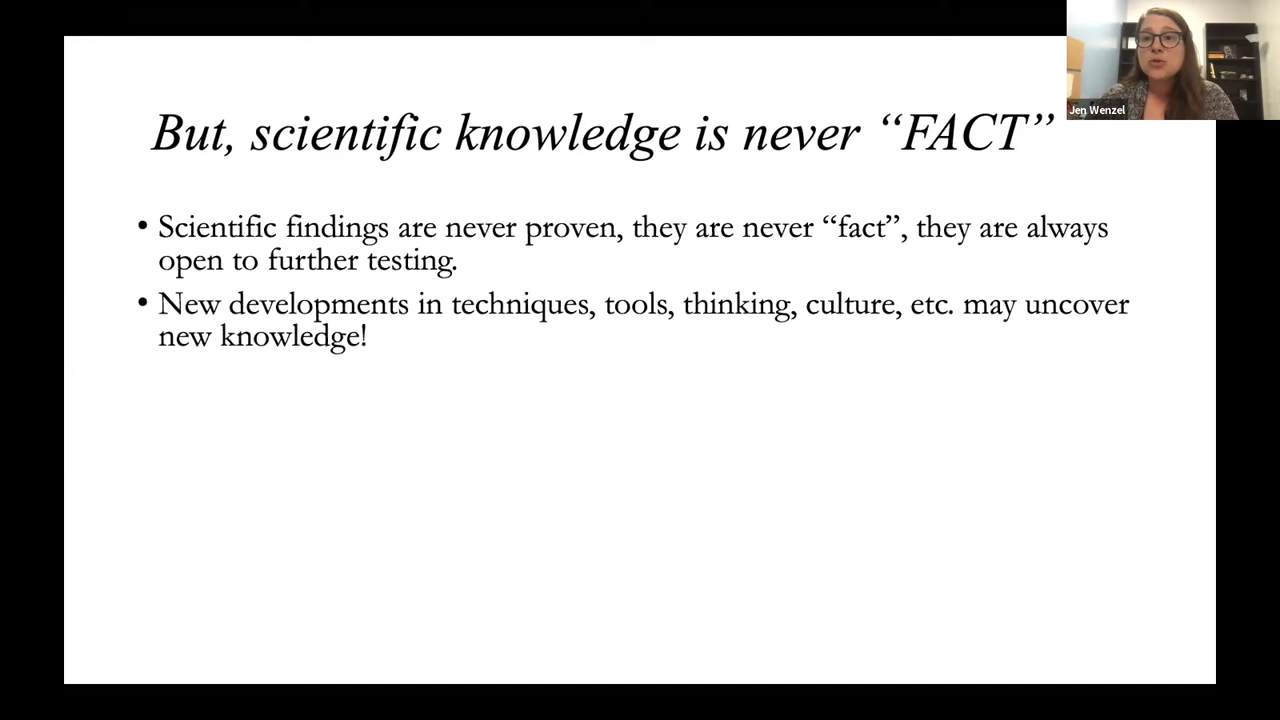 But, scientific knowledge is never “FACT”
• Scientific findings are never proven, they are never “fact”, they are always
open to further testing.
• New developments in techniques, tools, thinking, culture, etc. may uncover
new knowledge!
Jen Wenzel